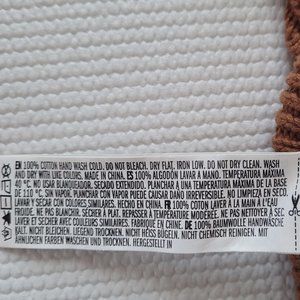 EN 100% COTTON HAND WASH COLD. DO NOT BLEACH. DRY FLAT, IRON LOW. DO NOT DRY CLEAN. WASH
AND DRY WITH LIKE COLORS. MADE IN CHINA. ES 100% ALGODÓN LAVAR A MANO. TEMPERATURA MÁXIMA
40 °C. NO USAR BLANQUEADOR. SECADO EXTENDIDO. PLANCHAR A UNA TEMPERATURA MÁXIMA DE LA BASE
DE 110 °C. SIN VAPOR. PLANCHAR CON VAPOR PUEDE CAUSAR DAÑO IRREVERSIBLE. NO LIMPIEZA EN SECO.
LAVAR Y SECAR CON COLORES SIMILARES. HECHO EN CHINA. FR 100% COTON LAVER À LA MAIN À L'EAU
FROIDE. NE PAS BLANCHIR. SÉCHER À PLAT. REPASSER À TEMPÉRATURE MODÉRÉE. NE PAS NETTOYER À SEC
LAVER ET SÉCHER AVEC COLORIS SIMILAIRES. FABRIQUÉ EN CHINE. DE 100% BAUMWOLLE HANDWÄSCHE
KALT. NICHT BLEICHEN. LIEGEND TROCKNEN. NICHT HEISS BÜGELN. NICHT CHEMISCH REINIGEN. MIT
ÄHNLICHEN FARBEN WASCHEN UND TROCKNEN. HERGESTELLT IN